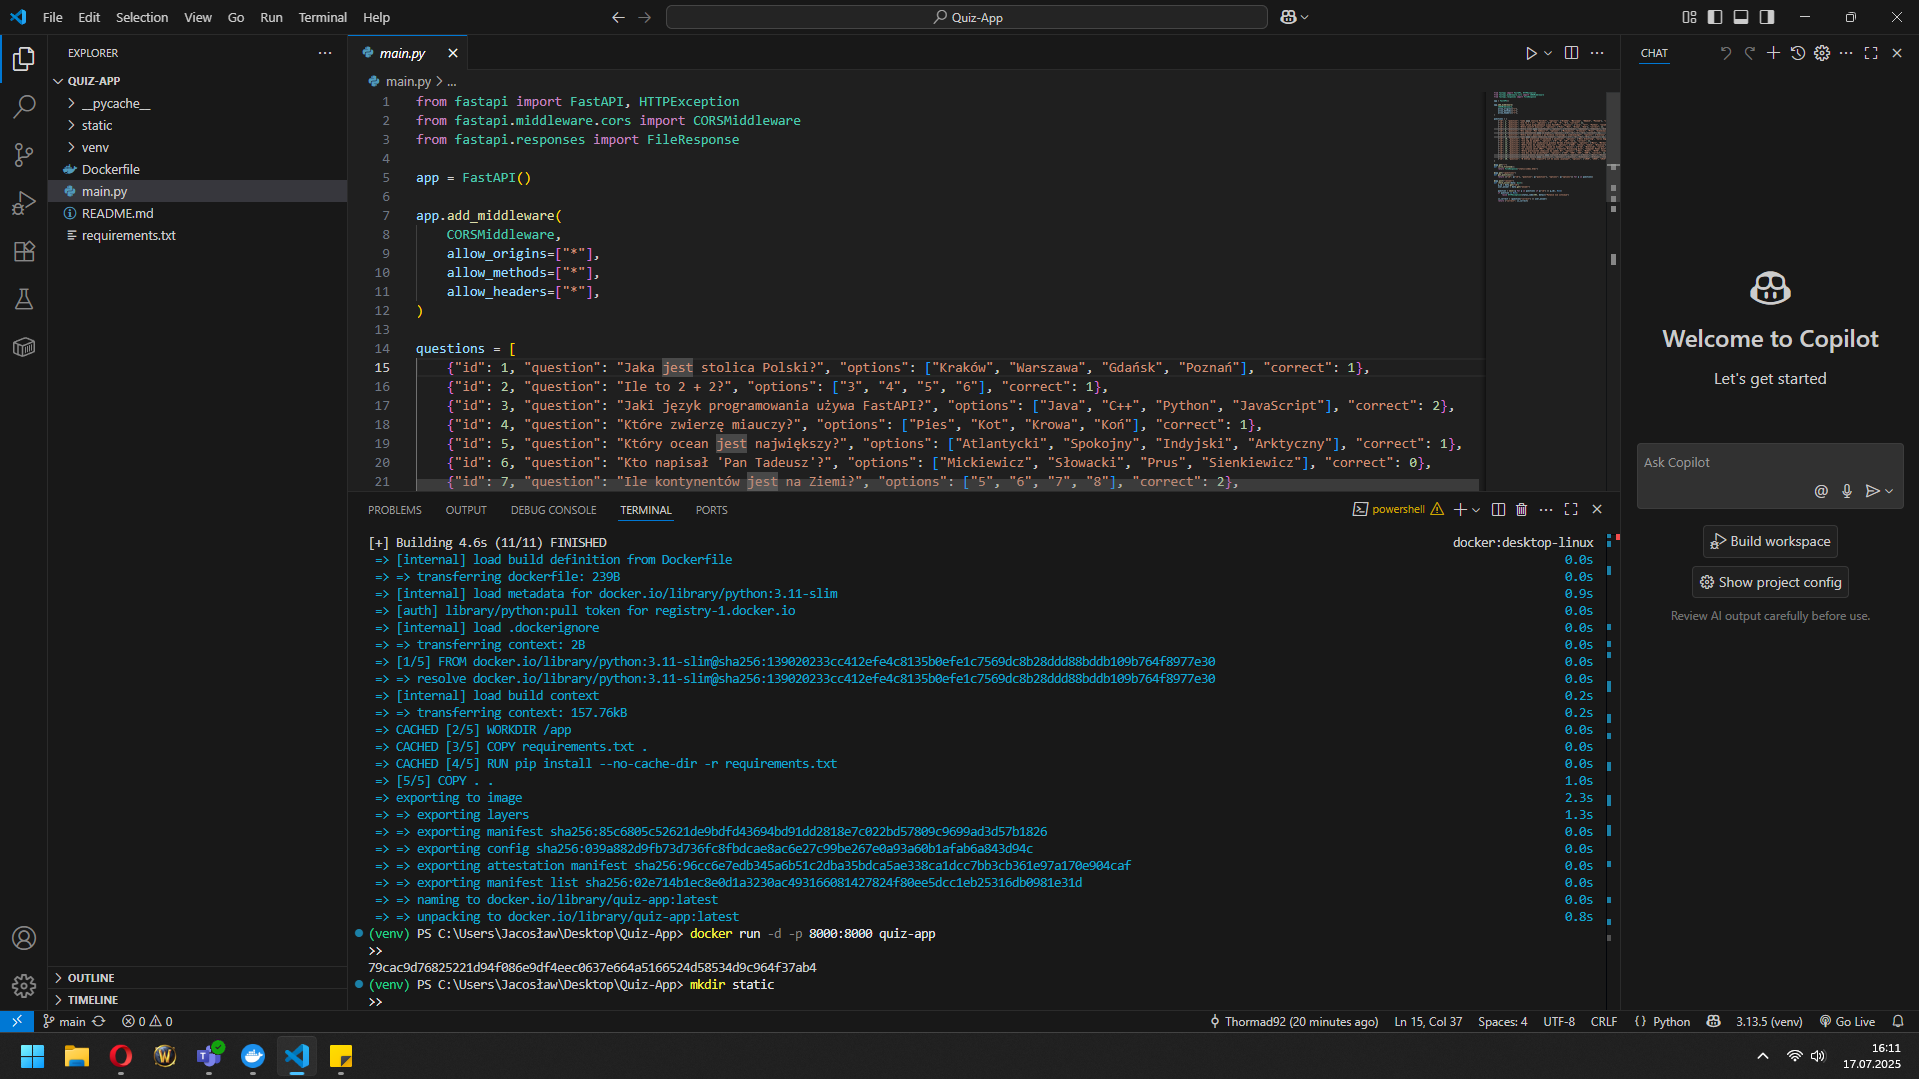 File Edit Selection View Go Run Terminal Help
Quiz-App
EXPLORER
QUIZ-APP
__pycache__
static
venv
Dockerfile
main.py
README.md
requirements.txt
OUTLINE
TIMELINE
main.py
main.py > ...
1 from fastapi import FastAPI, HTTPException
2 from fastapi.middleware.cors import CORSMiddleware
3 from fastapi.responses import FileResponse
4
5 app = FastAPI()
6
7 app.add_middleware(
8 CORSMiddleware,
9 allow_origins=["*"],
10 allow_methods=["*"],
11 allow_headers=["*"],
12 )
13
14 questions = [
15 {"id": 1, "question": "Jaka jest stolica Polski?", "options": ["Kraków", "Warszawa", "Gdańsk", "Poznań"], "correct": 1},
16 {"id": 2, "question": "Ile to 2 + 2?", "options": ["3", "4", "5", "6"], "correct": 1},
17 {"id": 3, "question": "Jaki język programowania używa FastAPI?", "options": ["Java", "C++", "Python", "JavaScript"], "correct": 2},
18 {"id": 4, "question": "Które zwierzę miauczy?", "options": ["Pies", "Kot", "Krowa", "Koń"], "correct": 1},
19 {"id": 5, "question": "Który ocean jest największy?", "options": ["Atlantycki", "Spokojny", "Indyjski", "Arktyczny"], "correct": 1},
20 {"id": 6, "question": "Kto napisał 'Pan Tadeusz'?", "options": ["Mickiewicz", "Słowacki", "Prus", "Sienkiewicz"], "correct": 0},
21 {"id": 7, "question": "Ile kontynentów jest na Ziemi?", "options": ["5", "6", "7", "8"], "correct": 2},
PROBLEMS OUTPUT DEBUG CONSOLE TERMINAL PORTS
powershell
[+] Building 4.6s (11/11) FINISHED docker:desktop-linux
=> [internal] load build definition from Dockerfile 0.0s
=> => transferring dockerfile: 239B 0.0s
=> [internal] load metadata for docker.io/library/python:3.11-slim 0.9s
=> [auth] library/python:pull token for registry-1.docker.io 0.0s
=> [internal] load .dockerignore 0.0s
=> => transferring context: 2B 0.0s
=> [1/5] FROM docker.io/library/python:3.11-slim@sha256:139020233cc412efe4c8135b0efe1c7569dc8b28ddd88bddb109b764f8977e30 0.0s
=> => resolve docker.io/library/python:3.11-slim@sha256:139020233cc412efe4c8135b0efe1c7569dc8b28ddd88bddb109b764f8977e30 0.0s
=> [internal] load build context 0.2s
=> => transferring context: 157.76kB 0.2s
=> CACHED [2/5] WORKDIR /app 0.0s
=> CACHED [3/5] COPY requirements.txt . 0.0s
=> CACHED [4/5] RUN pip install --no-cache-dir -r requirements.txt 0.0s
=> [5/5] COPY . . 1.0s
=> exporting to image 2.3s
=> => exporting layers 1.3s
=> => exporting manifest sha256:85c6805c52621de9bdfd43694bd91dd2818e7c022bd57809c9699ad3d57b1826 0.0s
=> => exporting config sha256:039a882d9fb73d736fc8fbdcae8ac6e27c99be267e0a93a60b1afab6a843d94c 0.0s
=> => exporting attestation manifest sha256:96cc6e7edb345a6b51c2dba35bdca5ae338ca1dcc7bb3cb361e97a170e904caf 0.0s
=> => exporting manifest list sha256:02e714b1ec8e0d1a3230ac493166081427824f80ee5dcc1eb25316db0981e31d 0.0s
=> => naming to docker.io/library/quiz-app:latest 0.0s
=> => unpacking to docker.io/library/quiz-app:latest 0.8s
(venv) PS C:\Users\Jacosław\Desktop\Quiz-App> docker run -d -p 8000:8000 quiz-app
>>
79cac9d76825221d94f086e9df4eec0637e664a5166524d58534d9c964f37ab4
(venv) PS C:\Users\Jacosław\Desktop\Quiz-App> mkdir static
>>
CHAT
Welcome to Copilot
Let's get started
Ask Copilot
Build workspace
Show project config
Review AI output carefully before use.
main 0 0 Thormad92 (20 minutes ago) Ln 15, Col 37 Spaces: 4 UTF-8 CRLF {} Python 3.13.5 (venv) Go Live
16:11
17.07.2025